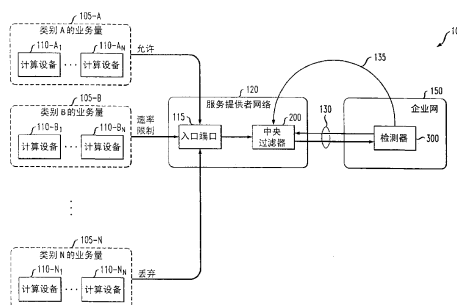 105-A
类别 A 的业务量
110-A₁ 110-A_N
计算设备 ··· 计算设备
允许
105-B
类别 B 的业务量
110-B₁ 110-B_N
计算设备 ··· 计算设备
速率
限制
105-N
类别 N 的业务量
110-N₁ 110-N_N
计算设备 ··· 计算设备
丢弃
120
服务提供者网络
115
入口端口
200
中央
过滤器
130
135
150
企业网
检测器
300